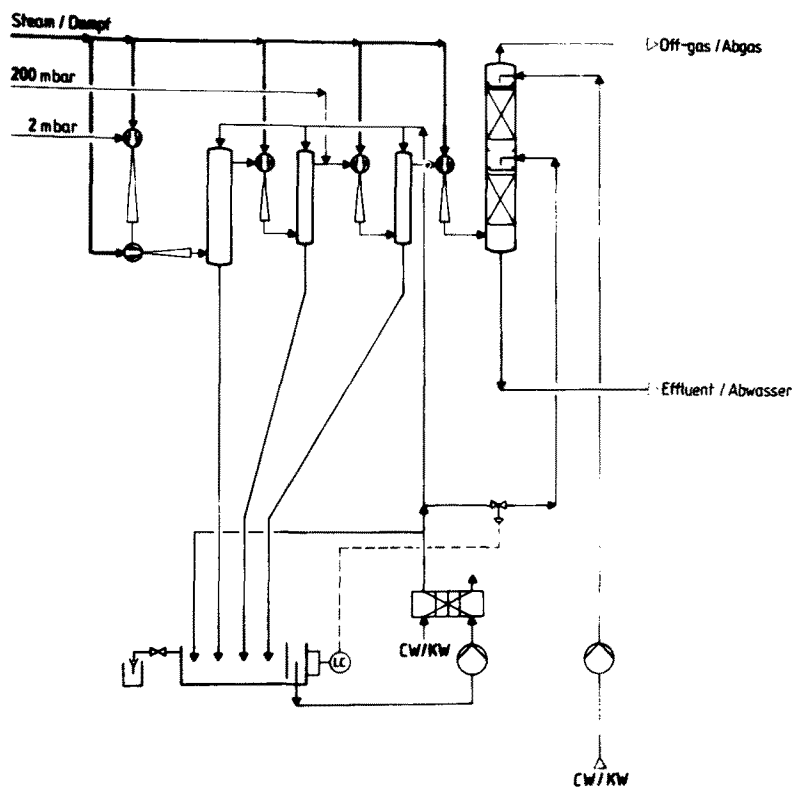 Steam / Dampf
Off-gas / Abgas
200 mbar
2 mbar
Effluent / Abwasser
CW/KW
LC
CW/KW